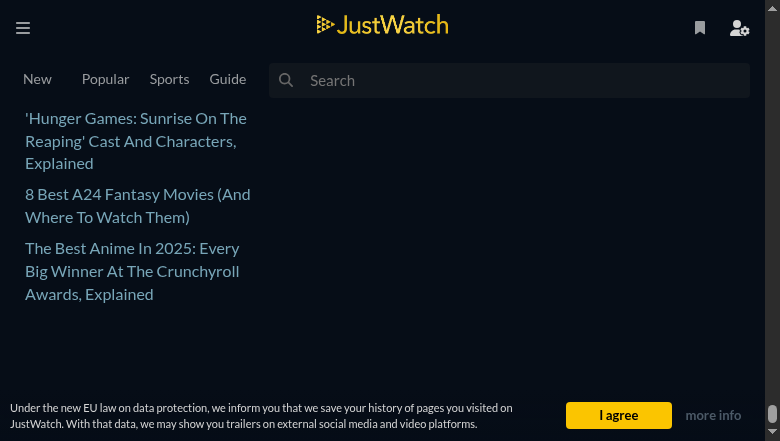 JustWatch
New Popular Sports Guide Search
'Hunger Games: Sunrise On The
Reaping' Cast And Characters,
Explained
8 Best A24 Fantasy Movies (And
Where To Watch Them)
The Best Anime In 2025: Every
Big Winner At The Crunchyroll
Awards, Explained
Under the new EU law on data protection, we inform you that we save your history of pages you visited on
JustWatch. With that data, we may show you trailers on external social media and video platforms.
I agree more info